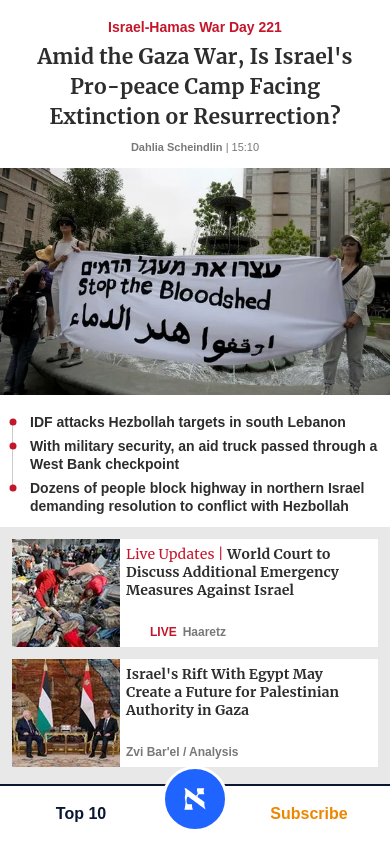 Israel-Hamas War Day 221
Amid the Gaza War, Is Israel's
Pro-peace Camp Facing
Extinction or Resurrection?
Dahlia Scheindlin | 15:10
עצרו את מעגל הדמים
Stop the Bloodshed
اوقفوا هدر الدماء
IDF attacks Hezbollah targets in south Lebanon
With military security, an aid truck passed through a
West Bank checkpoint
Dozens of people block highway in northern Israel
demanding resolution to conflict with Hezbollah
Live Updates | World Court to
Discuss Additional Emergency
Measures Against Israel
LIVE Haaretz
Israel's Rift With Egypt May
Create a Future for Palestinian
Authority in Gaza
Zvi Bar'el / Analysis
Top 10
א
Subscribe